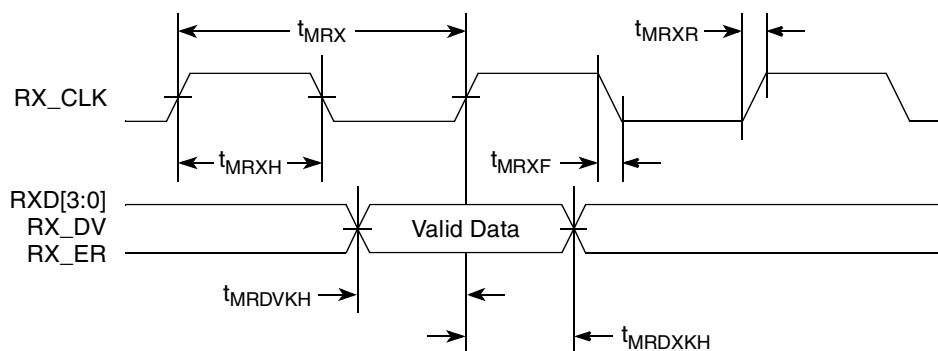 tMRX
tMRXR
RX_CLK
tMRXH
tMRXF
RXD[3:0]
RX_DV
RX_ER
Valid Data
tMRDVKH
tMRDXKH